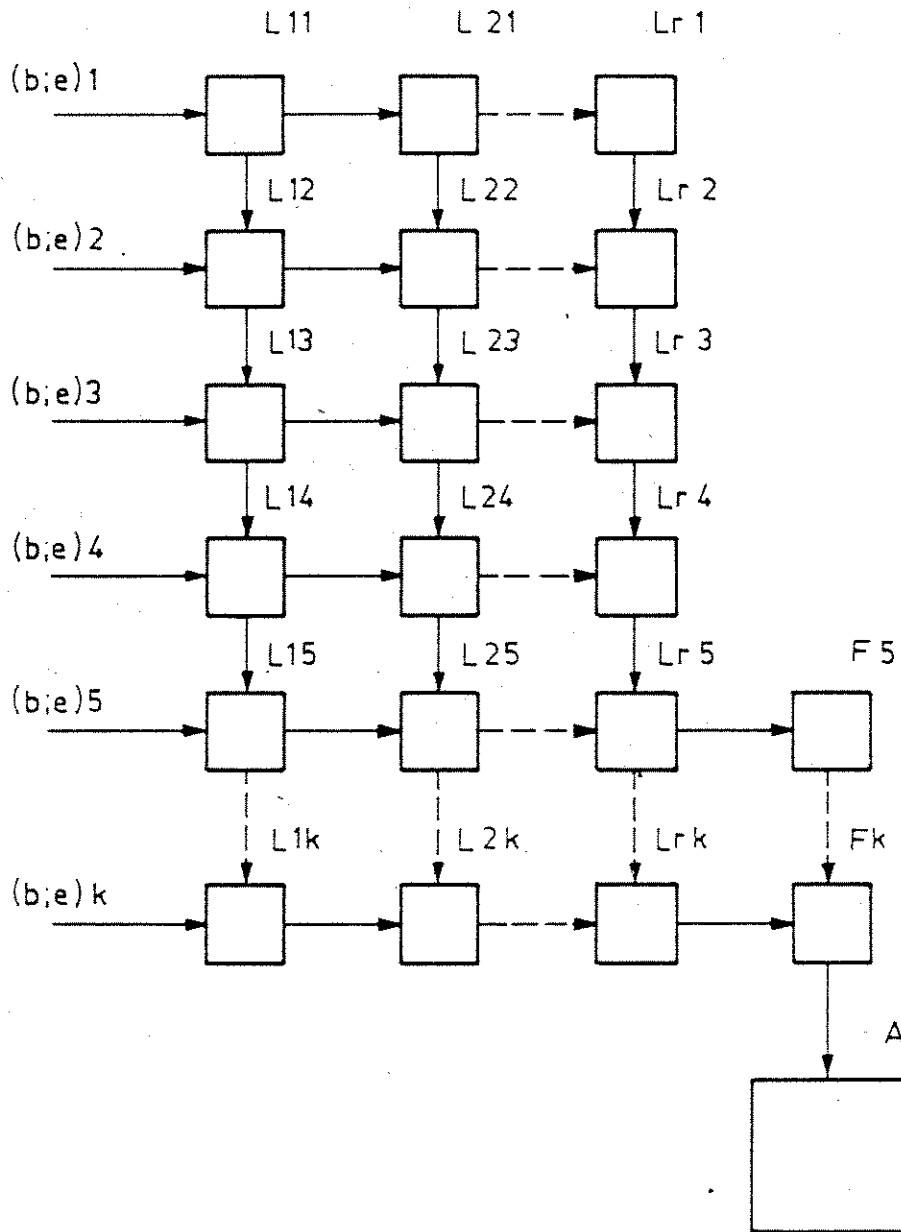 L11 L21 Lr1
(b;e)1
L12 L22 Lr2
(b;e)2
L13 L23 Lr3
(b;e)3
L14 L24 Lr4
(b;e)4
L15 L25 Lr5 F5
(b;e)5
L1k L2k Lrk Fk
(b;e)k
A